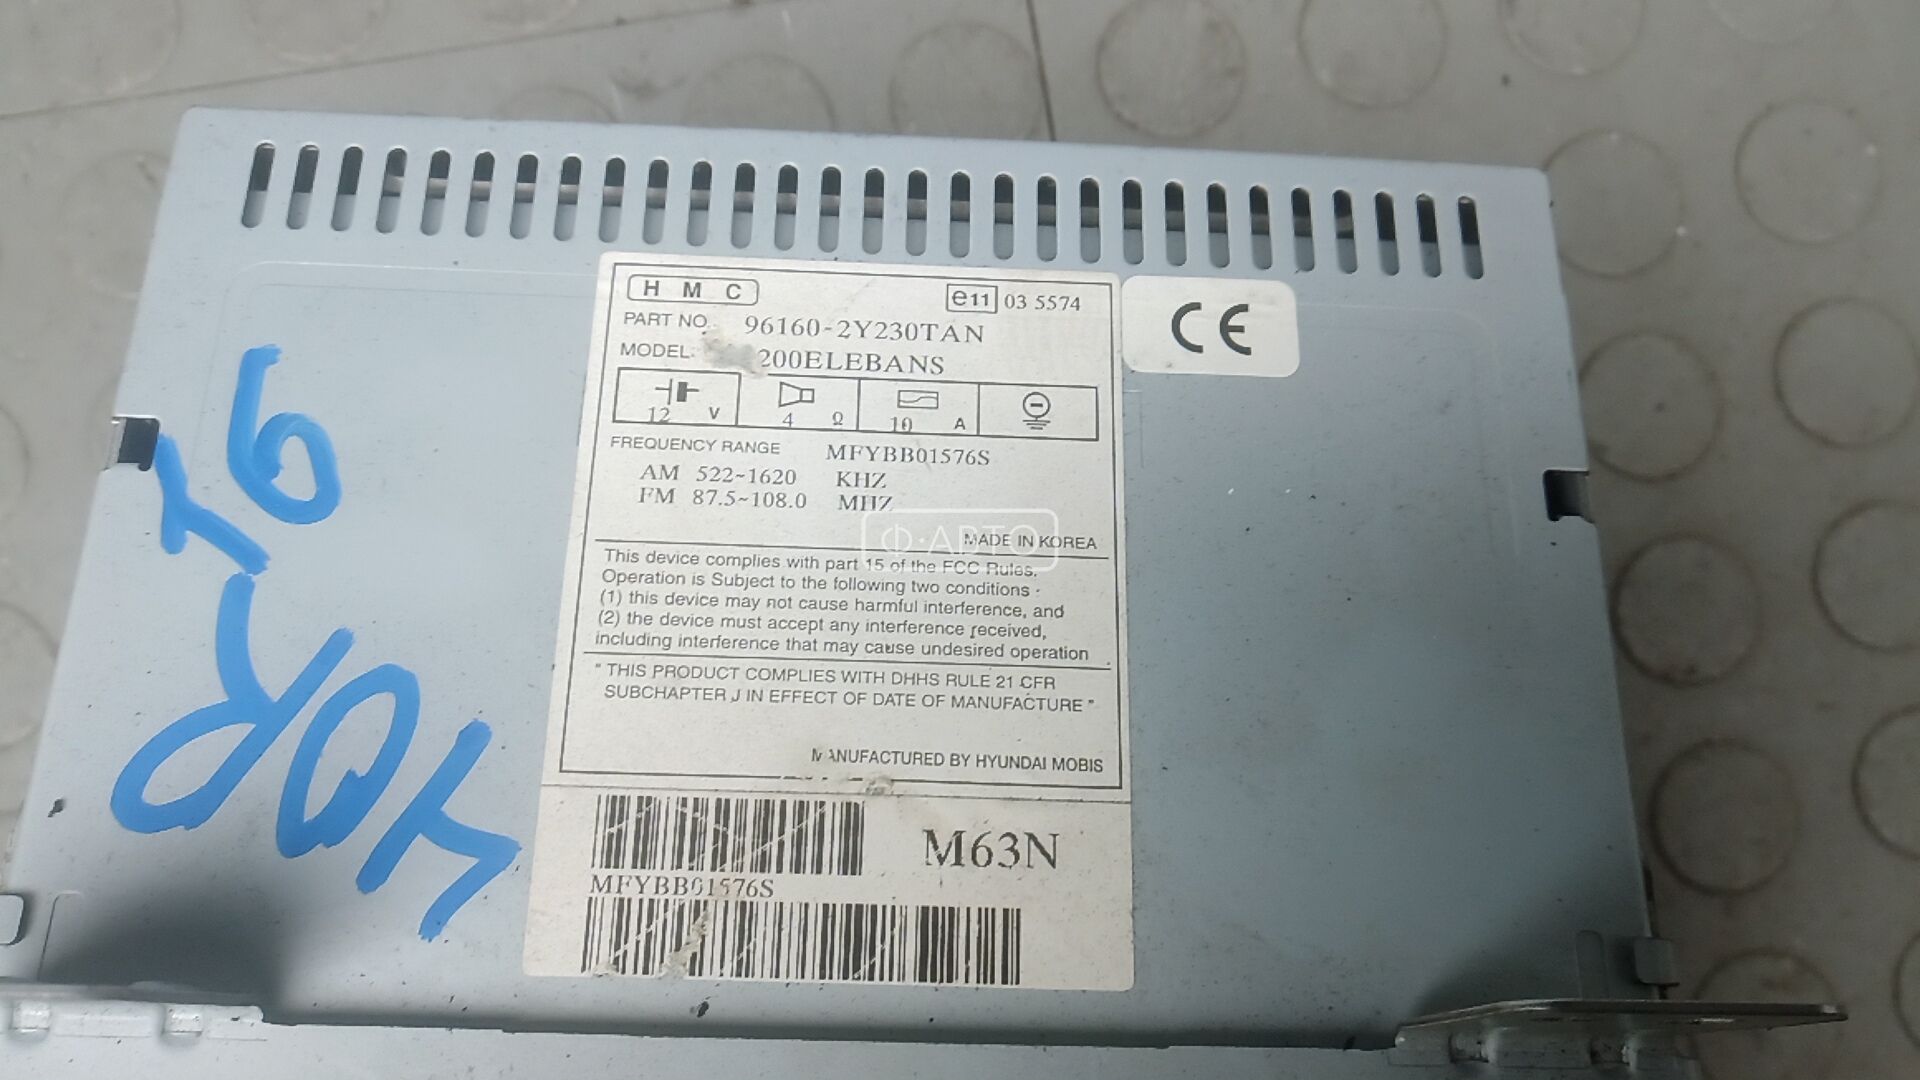 H M C
e11 03 5574
PART NO. 96160-2Y230TAN
MODEL: 200ELEBANS
12 V
4 Ω
10 A
FREQUENCY RANGE MFYBB01576S
AM 522~1620 KHZ
FM 87.5~108.0 MHZ
MADE IN KOREA
This device complies with part 15 of the FCC Rules.
Operation is Subject to the following two conditions ·
(1) this device may not cause harmful interference, and
(2) the device must accept any interference received,
including interference that may cause undesired operation .
" THIS PRODUCT COMPLIES WITH DHHS RULE 21 CFR
SUBCHAPTER J IN EFFECT OF DATE OF MANUFACTURE "
MANUFACTURED BY HYUNDAI MOBIS
M63N
MFYBB01576S
CE
Ф·АВТО